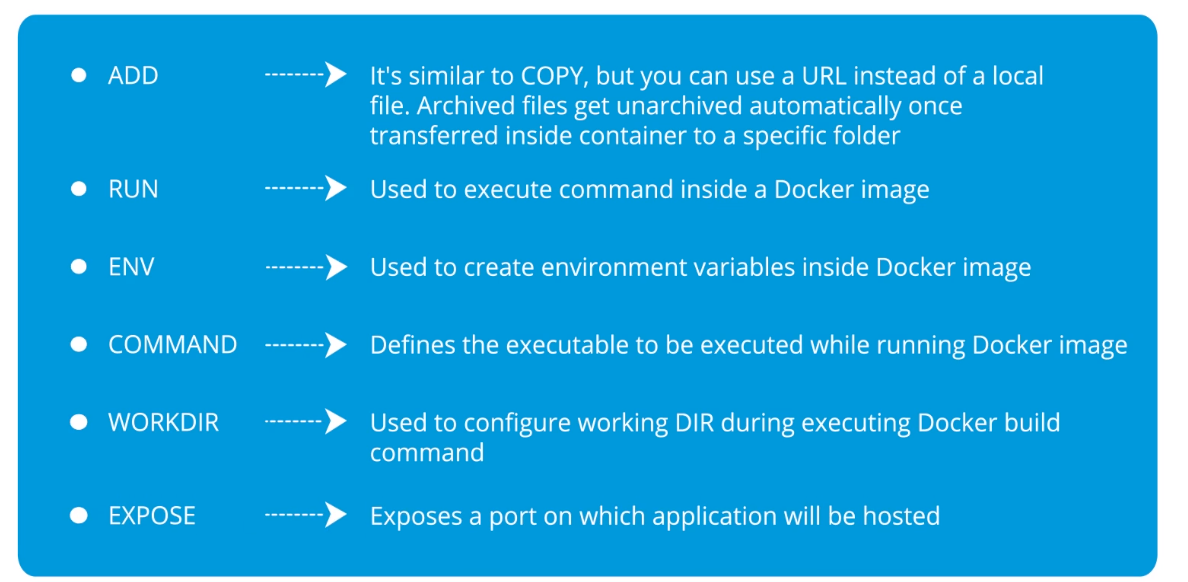 ADD
It's similar to COPY, but you can use a URL instead of a local
file. Archived files get unarchived automatically once
transferred inside container to a specific folder
RUN
Used to execute command inside a Docker image
ENV
Used to create environment variables inside Docker image
COMMAND
Defines the executable to be executed while running Docker image
WORKDIR
Used to configure working DIR during executing Docker build
command
EXPOSE
Exposes a port on which application will be hosted